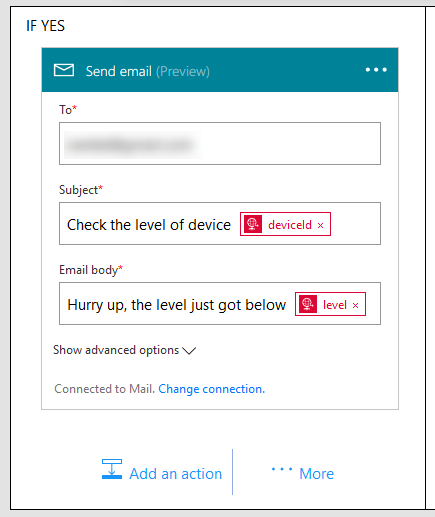 IF YES
Send email (Preview)
To*
Subject*
Check the level of device deviceId ×
Email body*
Hurry up, the level just got below level ×
Show advanced options
Connected to Mail. Change connection.
Add an action
More